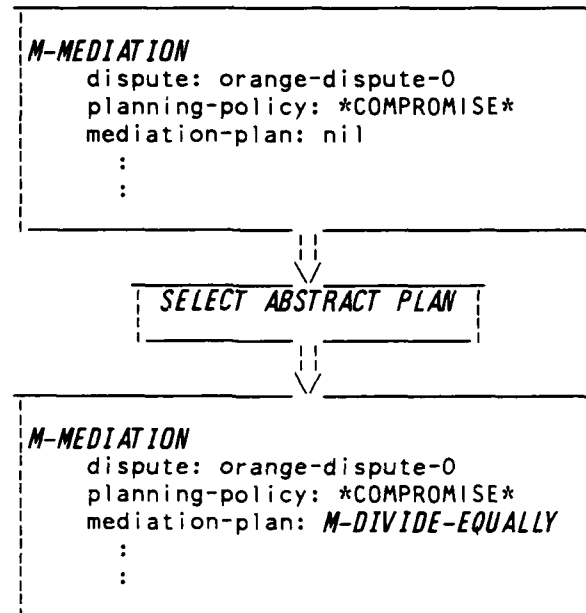 M-MEDIATION
dispute: orange-dispute-0
planning-policy: *COMPROMISE*
mediation-plan: nil
:
:
SELECT ABSTRACT PLAN
M-MEDIATION
dispute: orange-dispute-0
planning-policy: *COMPROMISE*
mediation-plan: M-DIVIDE-EQUALLY
:
: